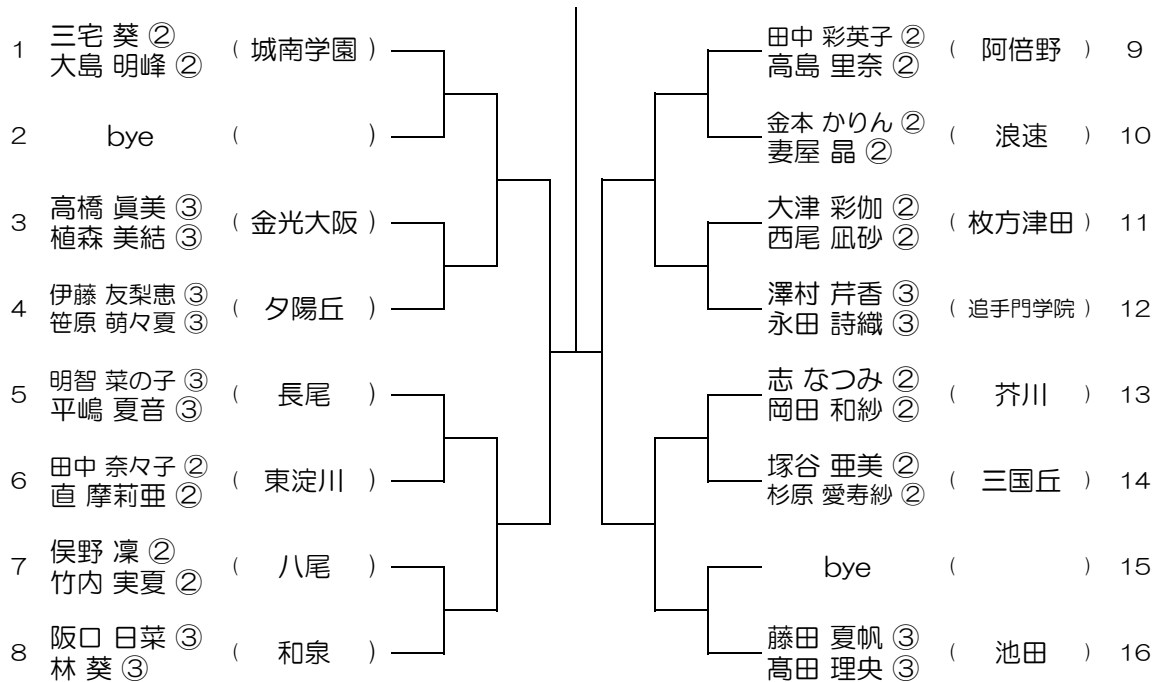 1 三宅 葵 ② 大島 明峰 ② ( 城南学園 )
2 bye ( )
3 高橋 眞美 ③ 植森 美結 ③ ( 金光大阪 )
4 伊藤 友梨恵 ③ 笹原 萌々夏 ③ ( 夕陽丘 )
5 明智 菜の子 ③ 平嶋 夏音 ③ ( 長尾 )
6 田中 奈々子 ② 直 摩莉亜 ② ( 東淀川 )
7 俣野 凜 ② 竹内 実夏 ② ( 八尾 )
8 阪口 日菜 ③ 林 葵 ③ ( 和泉 )
田中 彩英子 ② 高島 里奈 ② ( 阿倍野 ) 9
金本 かりん ② 妻屋 晶 ② ( 浪速 ) 10
大津 彩伽 ② 西尾 凪砂 ② ( 枚方津田 ) 11
澤村 芹香 ③ 永田 詩織 ③ ( 追手門学院 ) 12
志 なつみ ② 岡田 和紗 ② ( 芥川 ) 13
塚谷 亜美 ② 杉原 愛寿紗 ② ( 三国丘 ) 14
bye ( ) 15
藤田 夏帆 ③ 髙田 理央 ③ ( 池田 ) 16